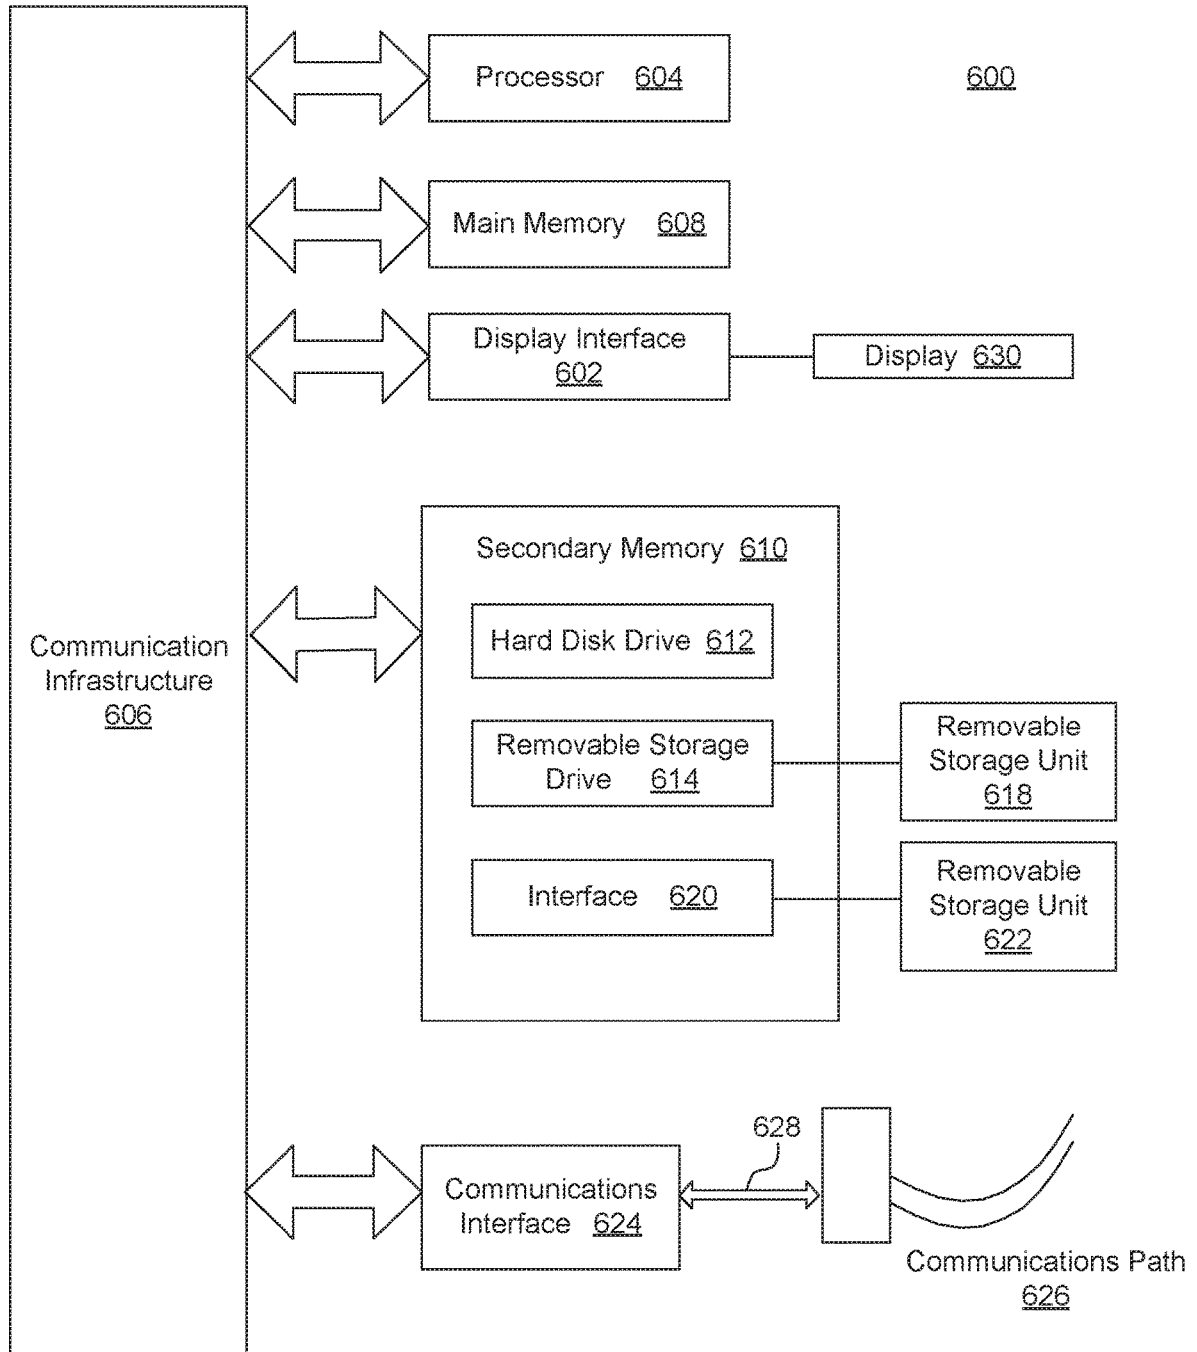 Processor 604
600
Main Memory 608
Display Interface
602
Display 630
Secondary Memory 610
Hard Disk Drive 612
Communication
Infrastructure
606
Removable Storage
Drive 614
Removable
Storage Unit
618
Interface 620
Removable
Storage Unit
622
628
Communications
Interface 624
Communications Path
626